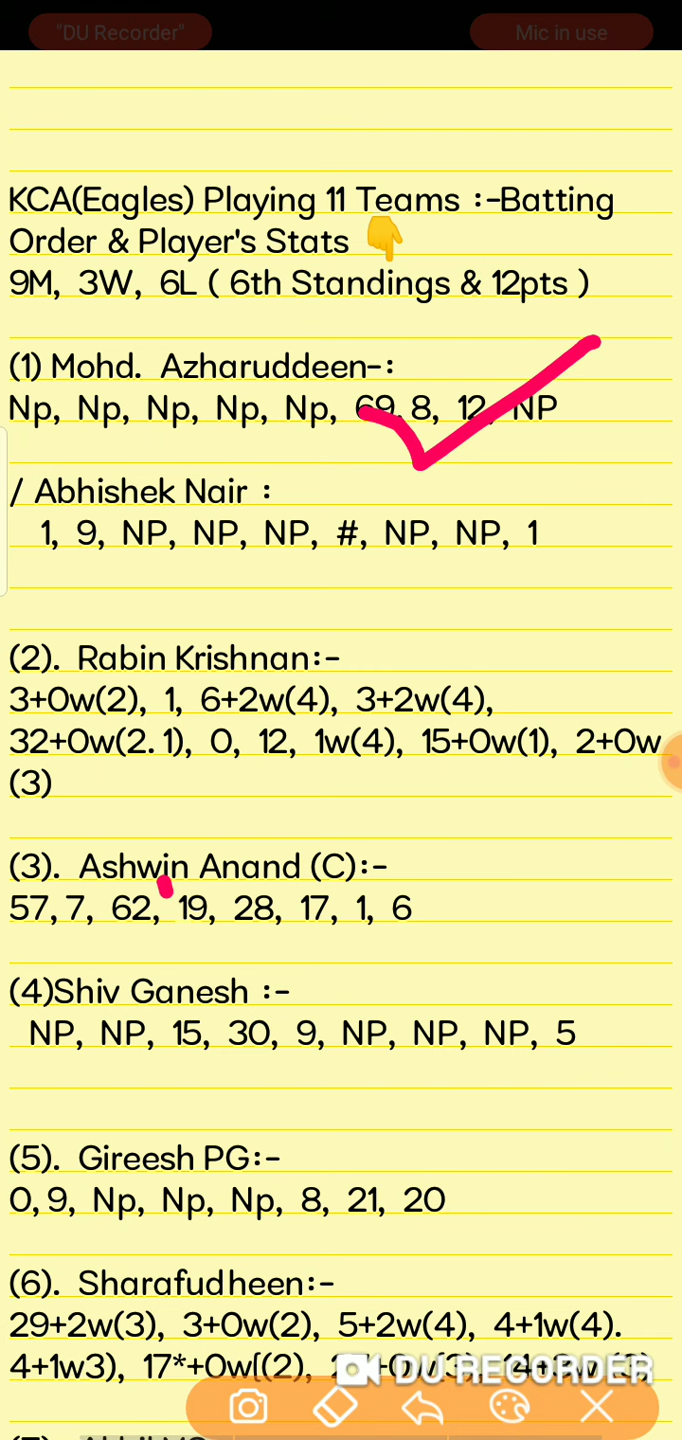 "DU Recorder" Mic in use
KCA(Eagles) Playing 11 Teams :-Batting
Order & Player's Stats 👇
9M, 3W, 6L ( 6th Standings & 12pts )
(1) Mohd. Azharuddeen-:
Np, Np, Np, Np, Np, 69, 8, 12, NP
/ Abhishek Nair :
1, 9, NP, NP, NP, #, NP, NP, 1
(2). Rabin Krishnan:-
3+0w(2), 1, 6+2w(4), 3+2w(4),
32+0w(2.1), 0, 12, 1w(4), 15+0w(1), 2+0w
(3)
(3). Ashwin Anand (C):-
57, 7, 62, 19, 28, 17, 1, 6
(4)Shiv Ganesh :-
NP, NP, 15, 30, 9, NP, NP, NP, 5
(5). Gireesh PG:-
0, 9, Np, Np, Np, 8, 21, 20
(6). Sharafudheen:-
29+2w(3), 3+0w(2), 5+2w(4), 4+1w(4).
4+1w3), 17*+0w[(2),
DU RECORDER